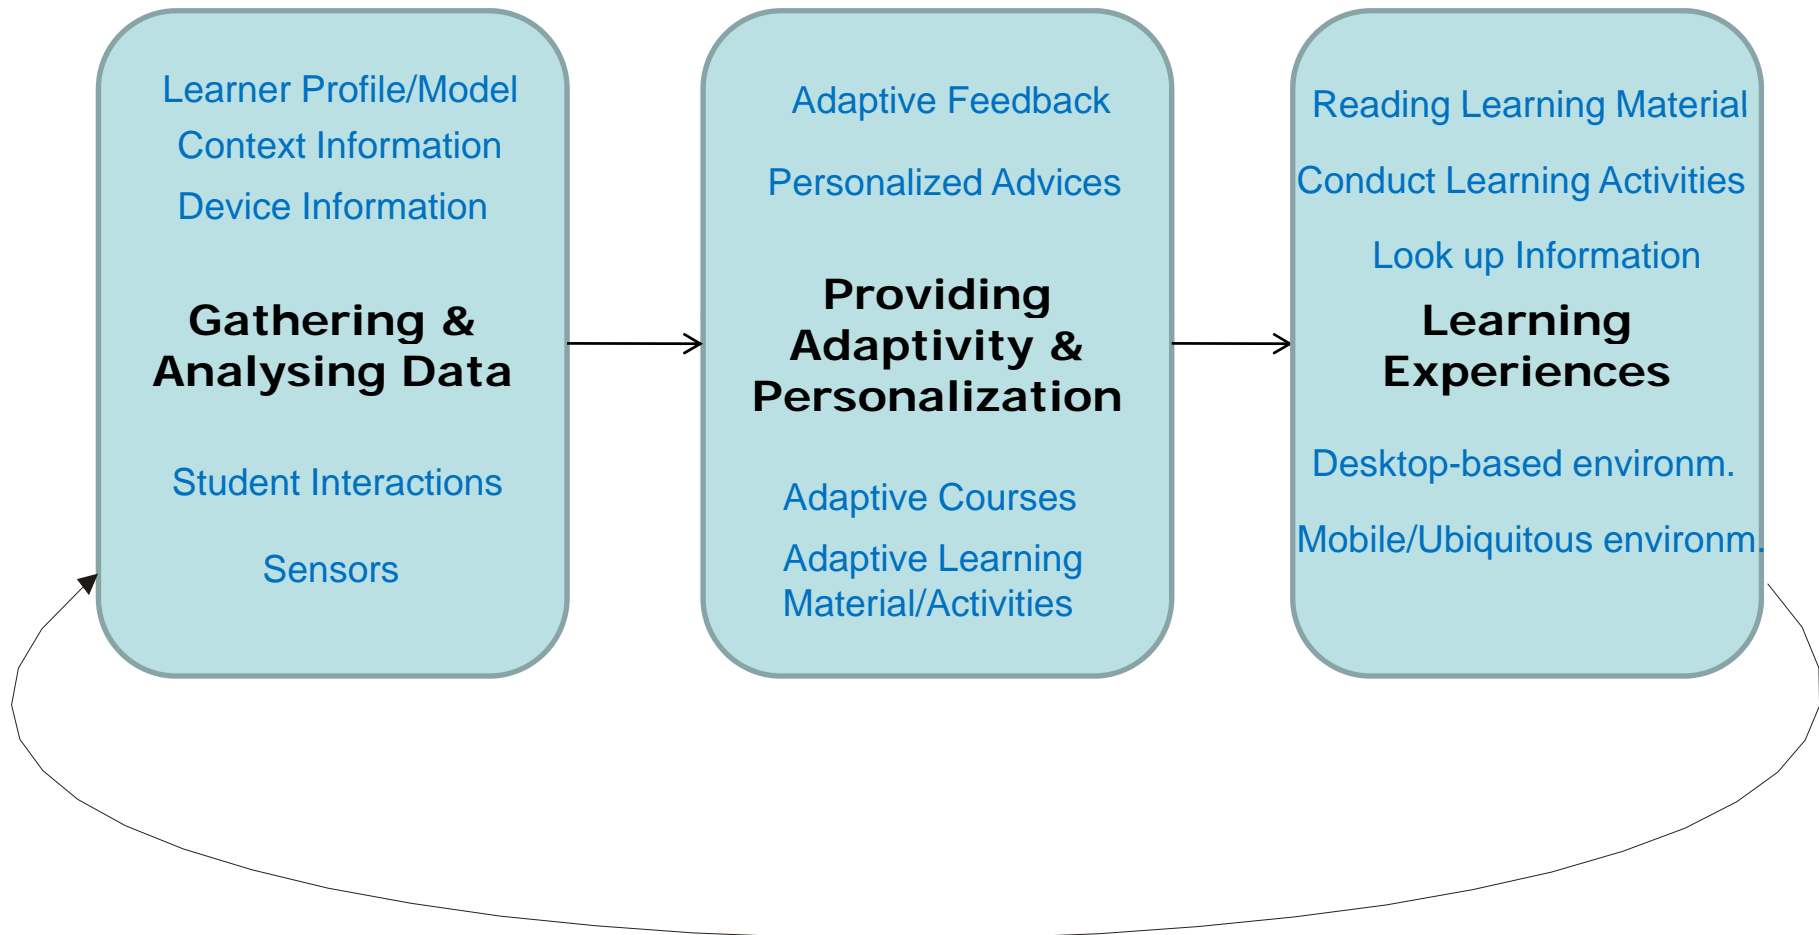 Learner Profile/Model
Context Information
Device Information
Gathering &
Analysing Data
Student Interactions
Sensors
Adaptive Feedback
Personalized Advices
Providing
Adaptivity &
Personalization
Adaptive Courses
Adaptive Learning
Material/Activities
Reading Learning Material
Conduct Learning Activities
Look up Information
Learning
Experiences
Desktop-based environm.
Mobile/Ubiquitous environm.